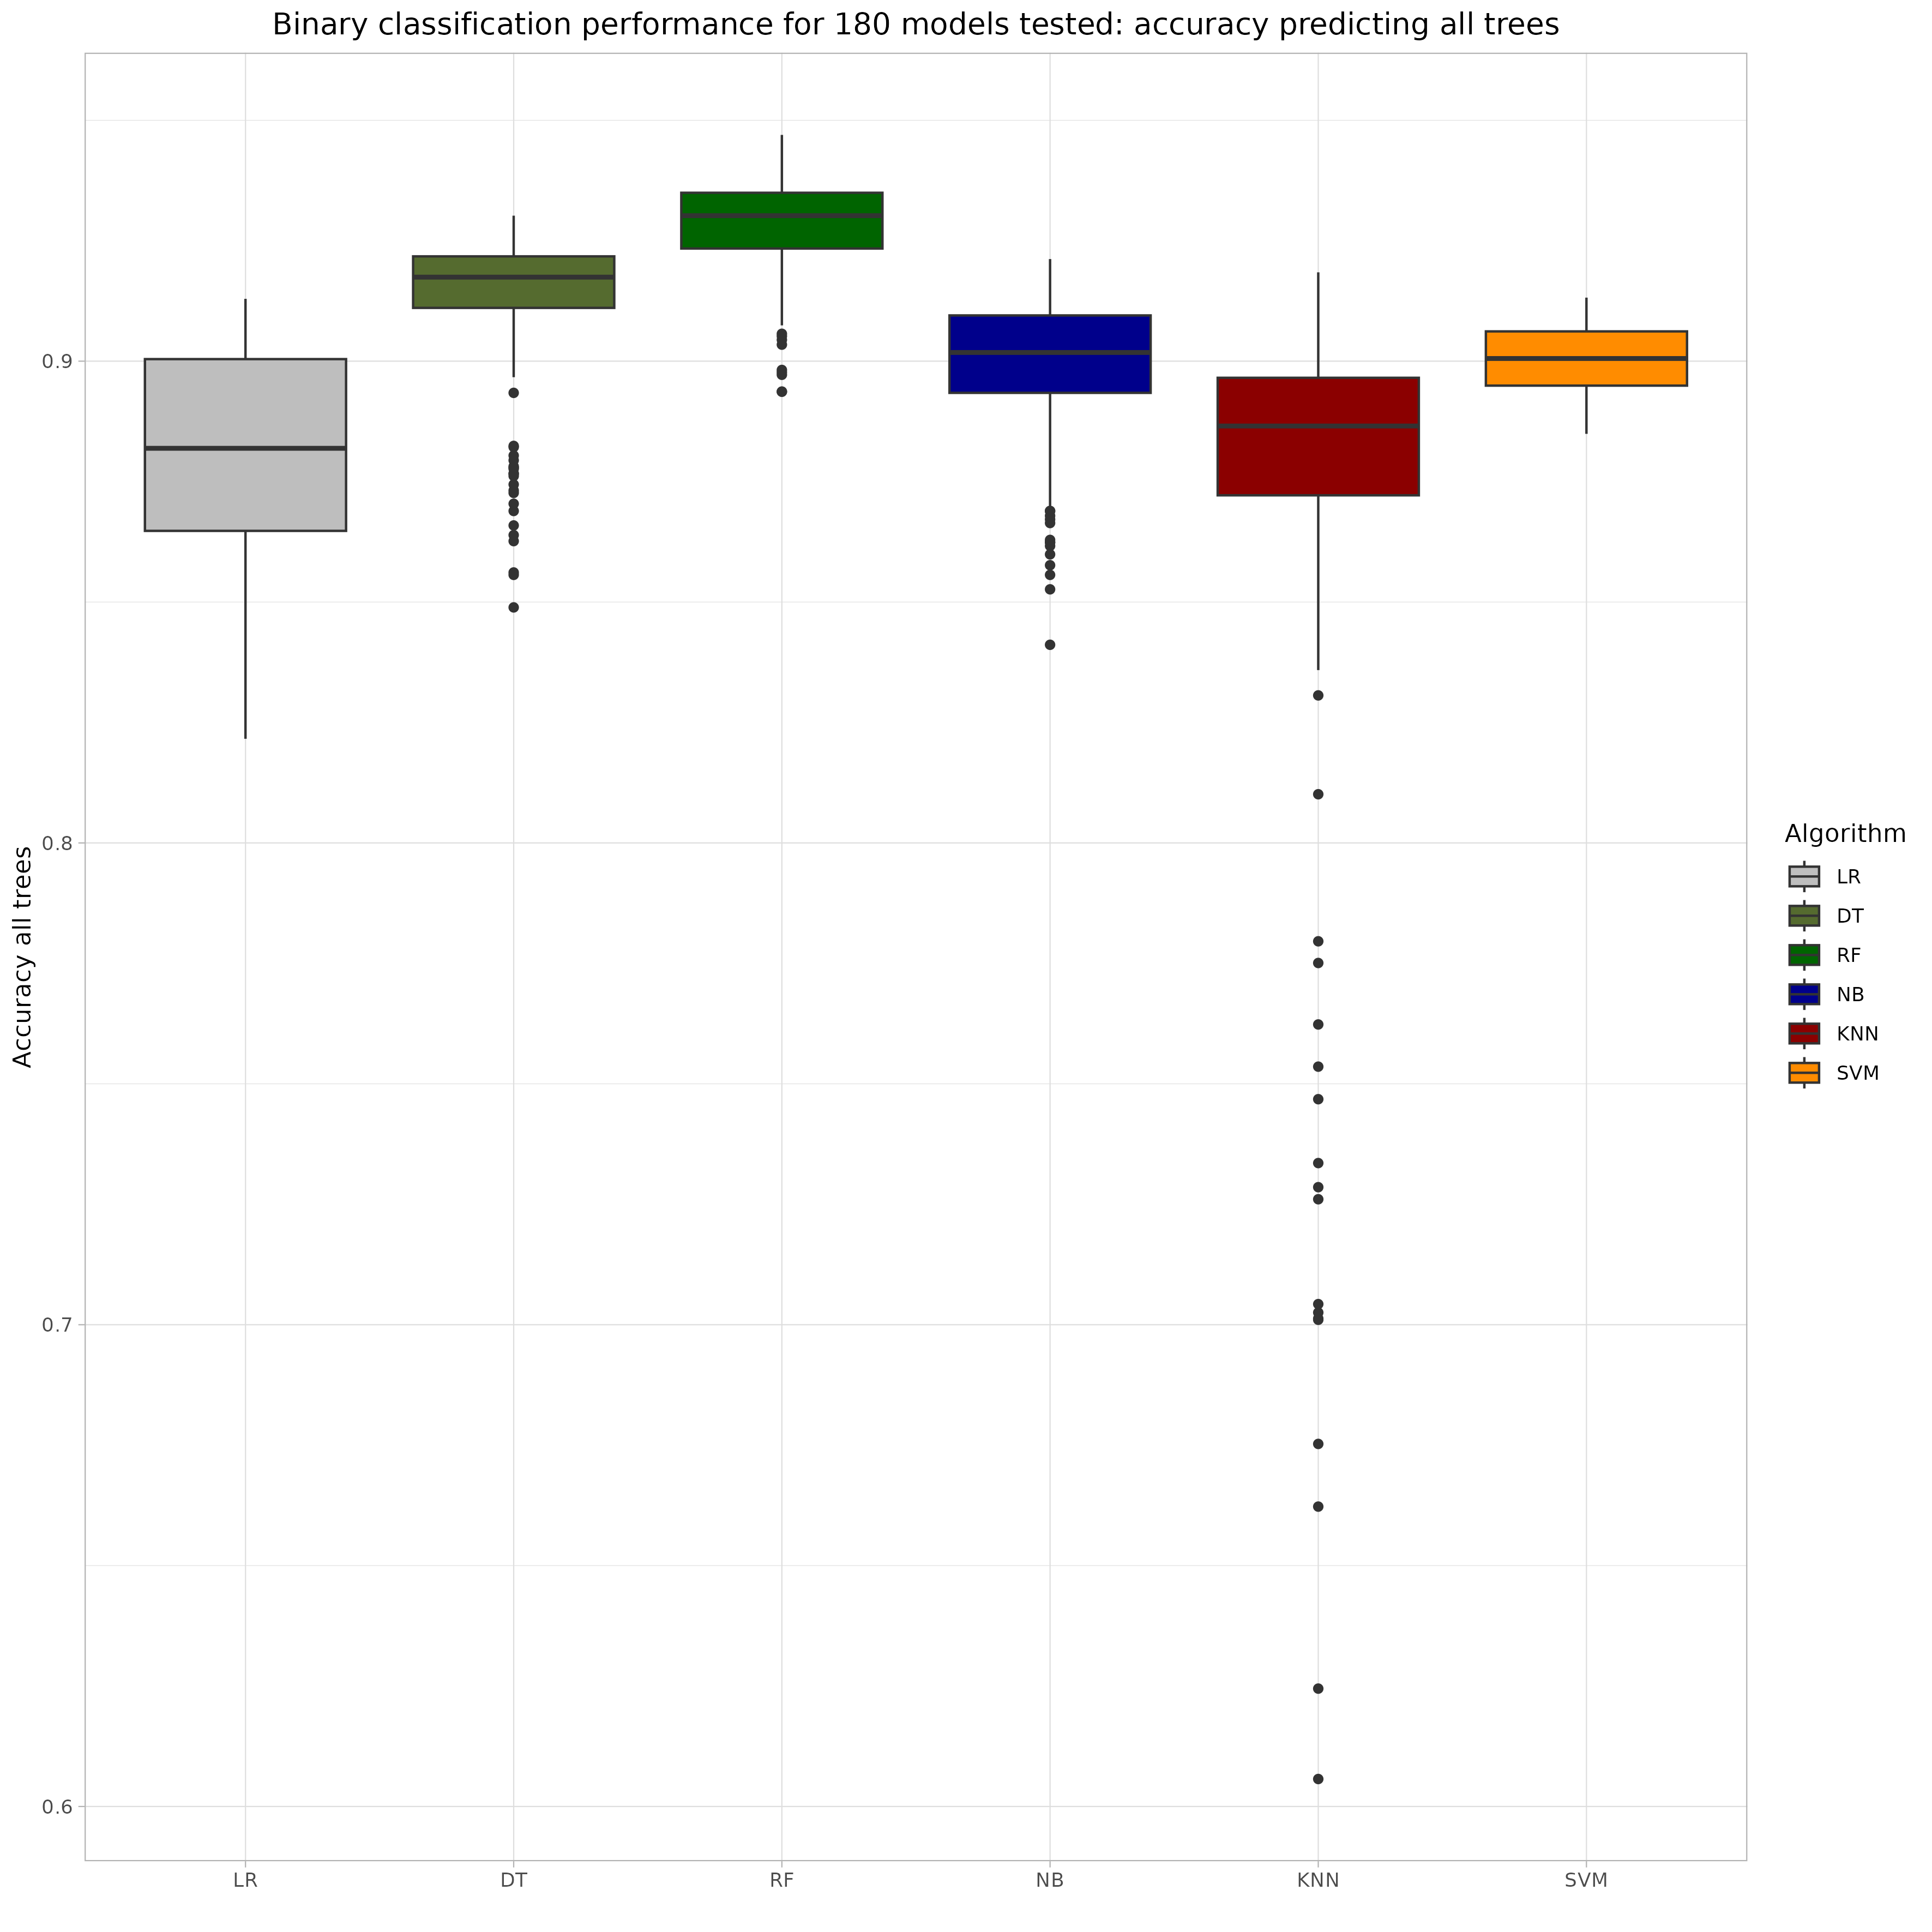 Binary classification performance for 180 models tested: accuracy predicting all trees
Accuracy all trees
0.9
0.8
0.7
0.6
LR
DT
RF
NB
KNN
SVM
Algorithm
LR
DT
RF
NB
KNN
SVM